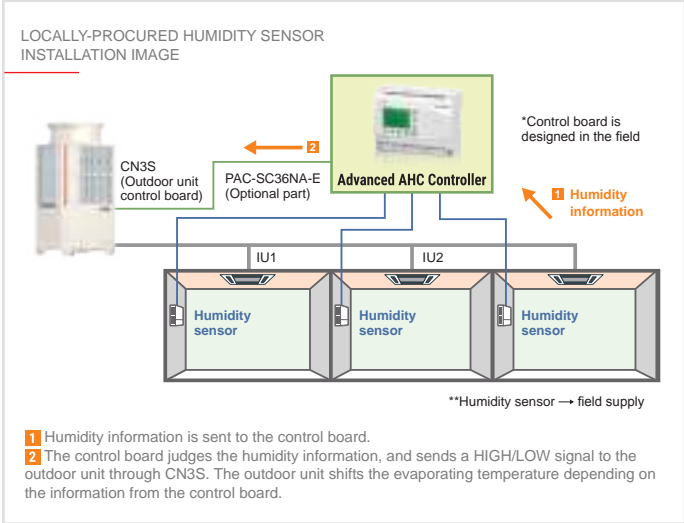 LOCALLY-PROCURED HUMIDITY SENSOR
INSTALLATION IMAGE
*Control board is
designed in the field
2
CN3S
(Outdoor unit
control board)
PAC-SC36NA-E
(Optional part)
Advanced AHC Controller
1 Humidity
information
IU1
IU2
Humidity
sensor
Humidity
sensor
Humidity
sensor
**Humidity sensor → field supply
1 Humidity information is sent to the control board.
2 The control board judges the humidity information, and sends a HIGH/LOW signal to the
outdoor unit through CN3S. The outdoor unit shifts the evaporating temperature depending on
the information from the control board.